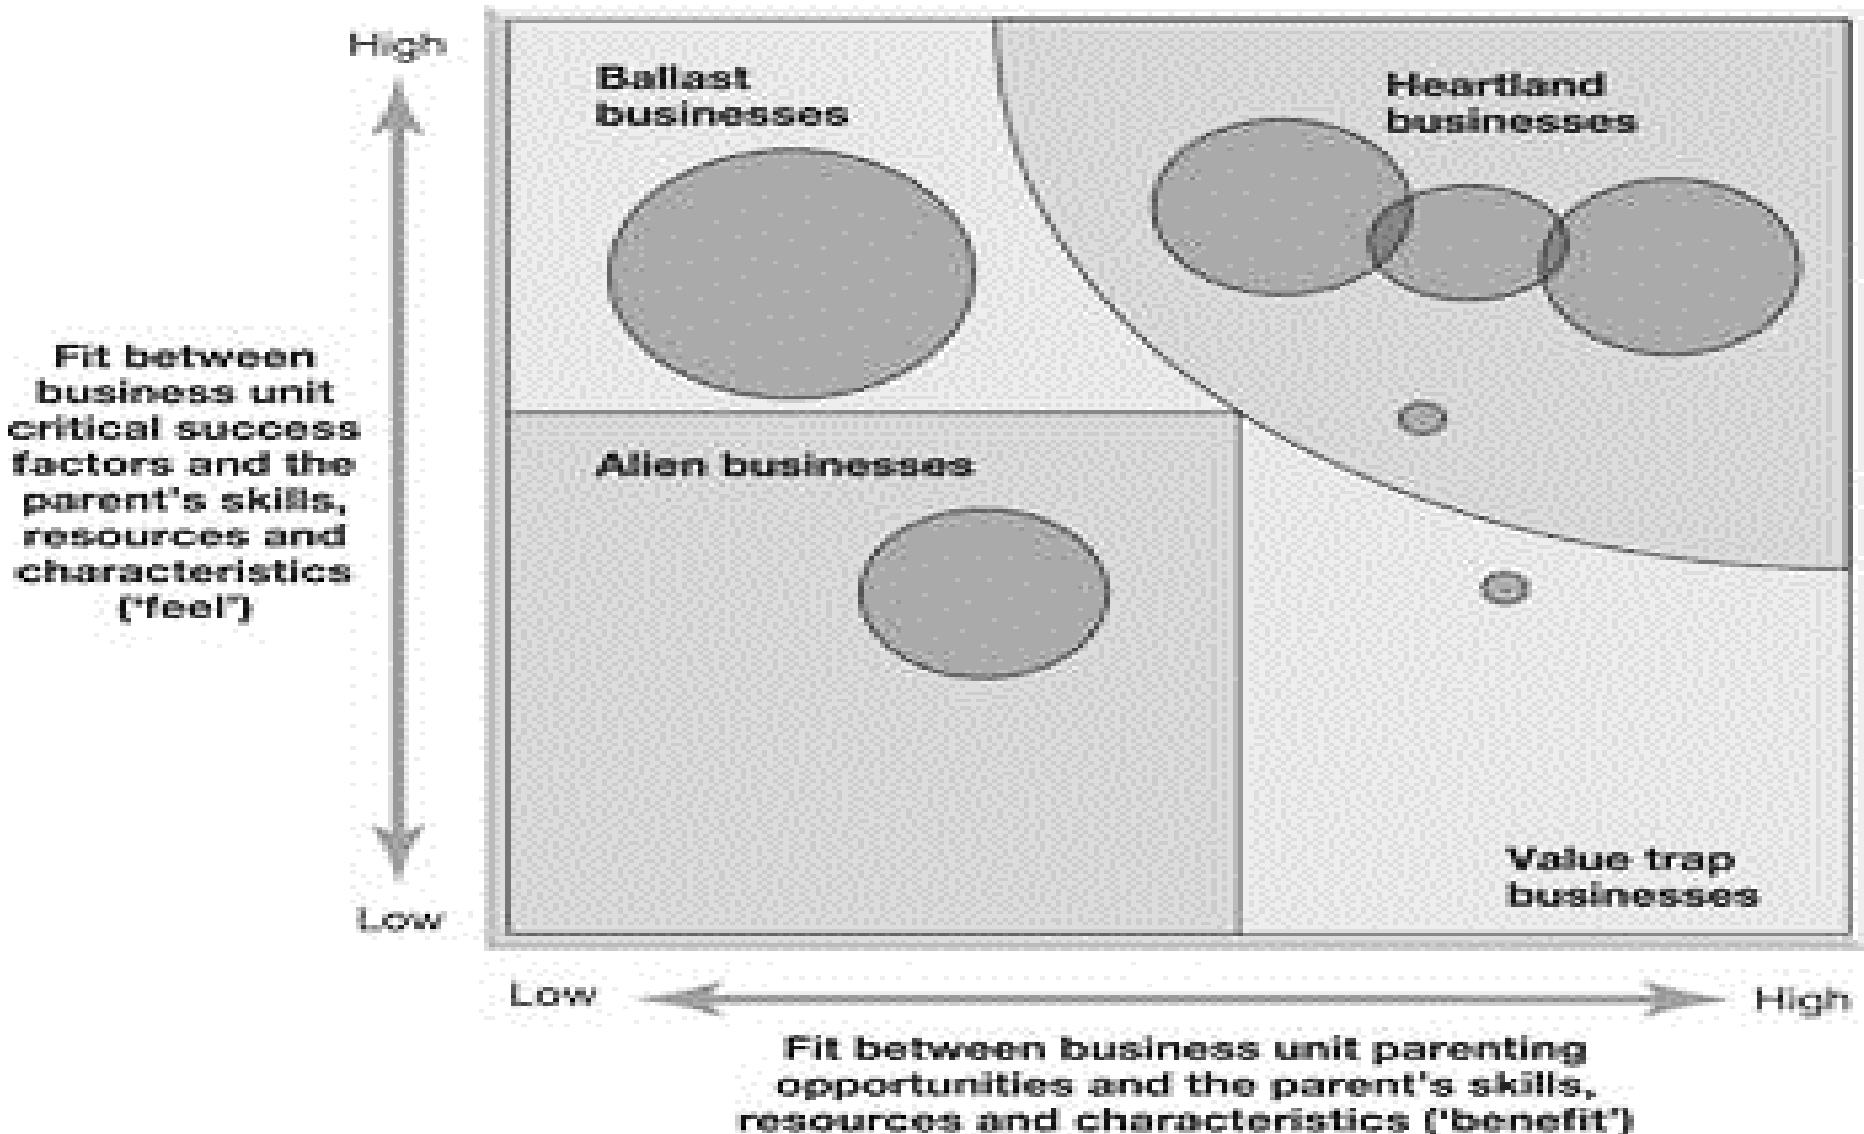 High
Ballast
businesses
Heartland
businesses
Fit between
business unit
critical success
factors and the
parent's skills,
resources and
characteristics
('feel')
Alien businesses
Value trap
businesses
Low
Low
High
Fit between business unit parenting
opportunities and the parent's skills,
resources and characteristics ('benefit')